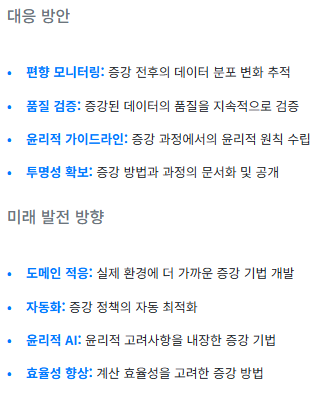 대응 방안
• 편향 모니터링: 증강 전후의 데이터 분포 변화 추적
• 품질 검증: 증강된 데이터의 품질을 지속적으로 검증
• 윤리적 가이드라인: 증강 과정에서의 윤리적 원칙 수립
• 투명성 확보: 증강 방법과 과정의 문서화 및 공개
미래 발전 방향
• 도메인 적응: 실제 환경에 더 가까운 증강 기법 개발
• 자동화: 증강 정책의 자동 최적화
• 윤리적 AI: 윤리적 고려사항을 내장한 증강 기법
• 효율성 향상: 계산 효율성을 고려한 증강 방법